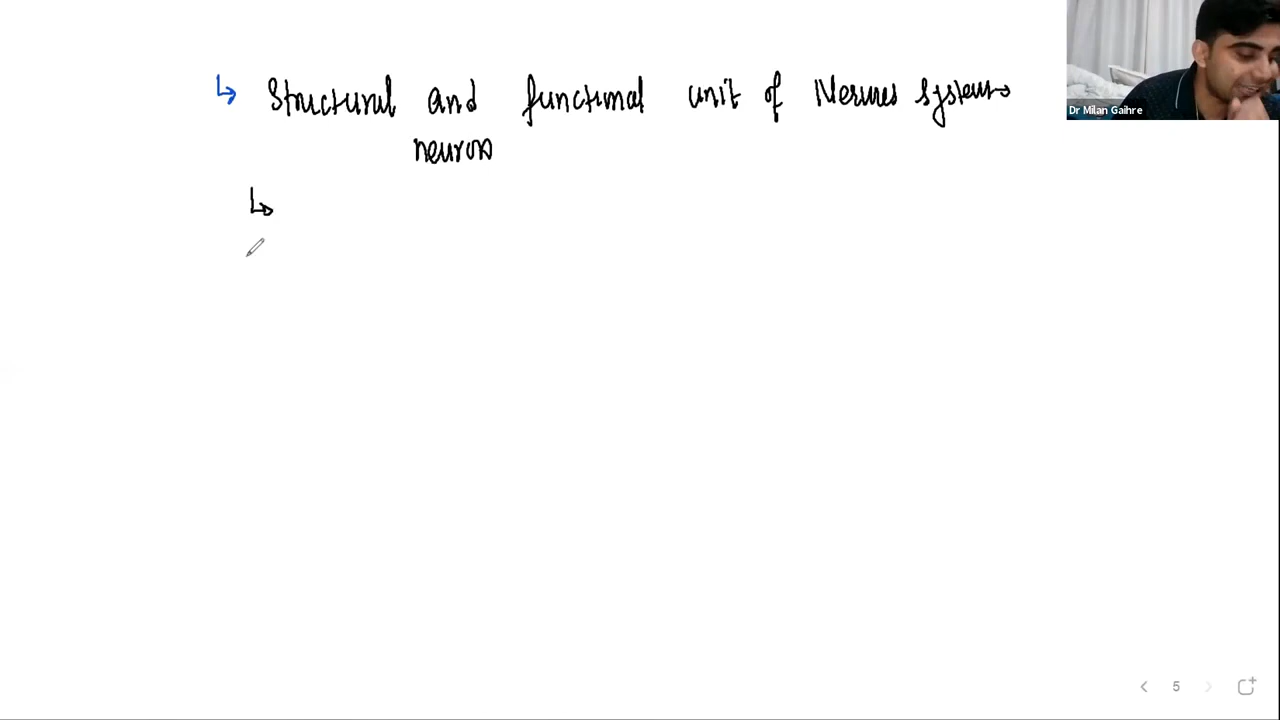 ↳ Structural and functional unit of Nervous System→
neuron
↳
Dr Milan Gaihre
5